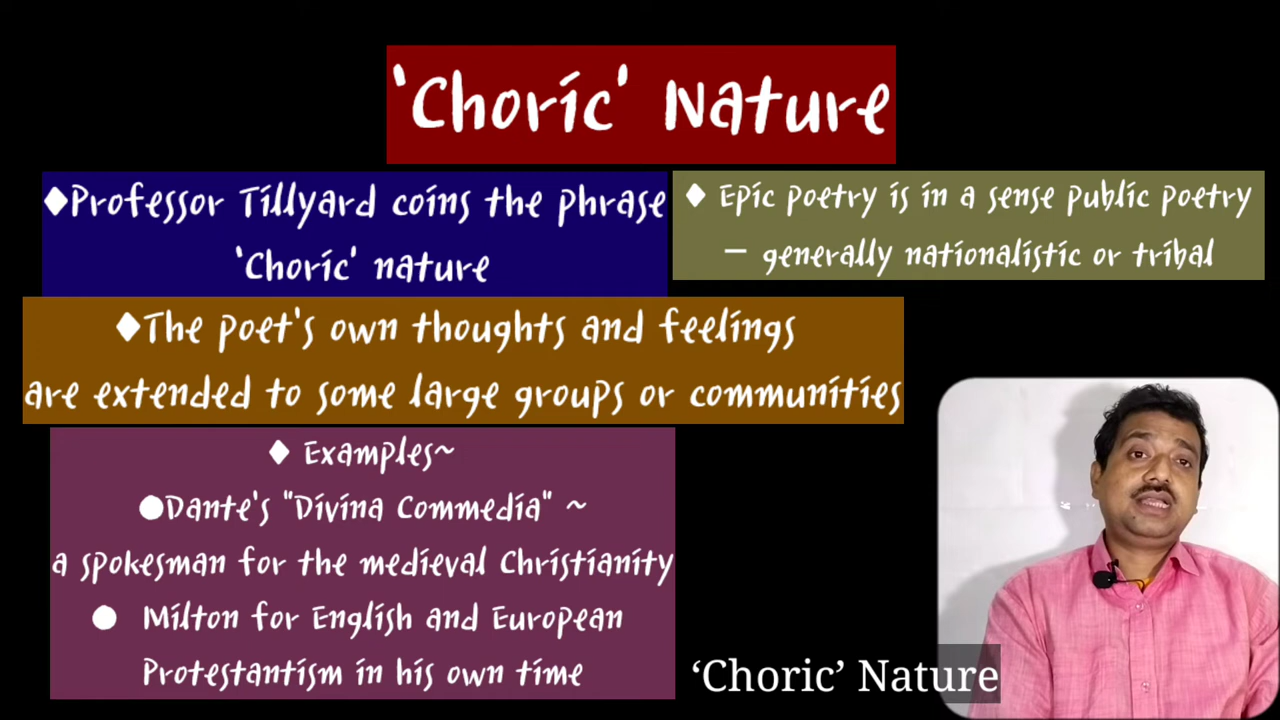 ‘Choric’ Nature
♦Professor Tillyard coins the phrase
‘Choric’ nature
♦ Epic poetry is in a sense public poetry
– generally nationalistic or tribal
♦The poet's own thoughts and feelings
are extended to some large groups or communities
♦ Examples~
●Dante's "Divina Commedia" ~
a spokesman for the medieval Christianity
● Milton for English and European
Protestantism in his own time
‘Choric’ Nature